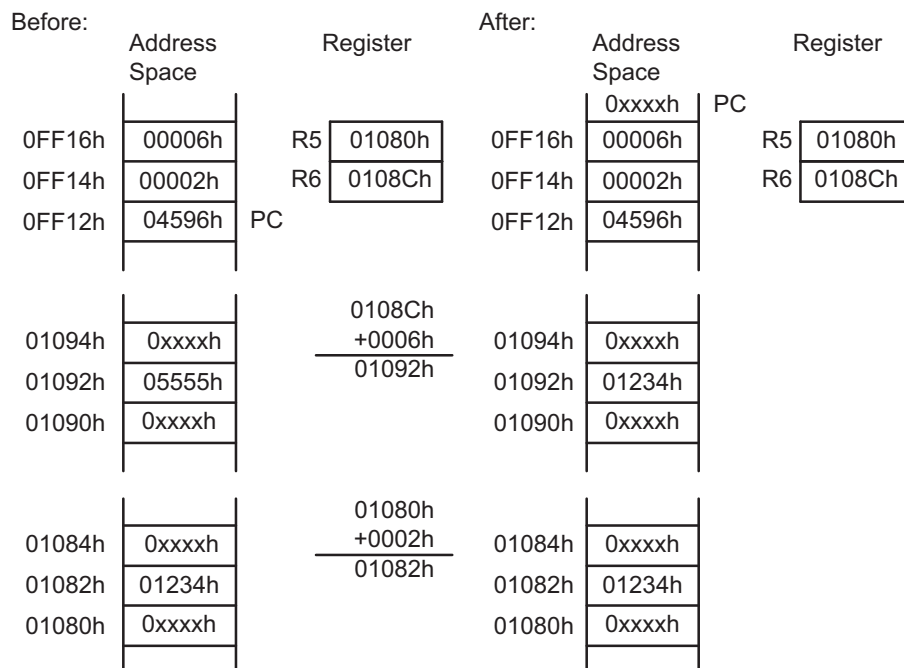 Before:
Address Space
Register
0FF16h 00006h R5 01080h
0FF14h 00002h R6 0108Ch
0FF12h 04596h PC
01094h 0xxxxh
01092h 05555h
01090h 0xxxxh
0108Ch
+0006h
01092h
01084h 0xxxxh
01082h 01234h
01080h 0xxxxh
01080h
+0002h
01082h
After:
Address Space
Register
0xxxxh PC
0FF16h 00006h R5 01080h
0FF14h 00002h R6 0108Ch
0FF12h 04596h
01094h 0xxxxh
01092h 01234h
01090h 0xxxxh
01084h 0xxxxh
01082h 01234h
01080h 0xxxxh